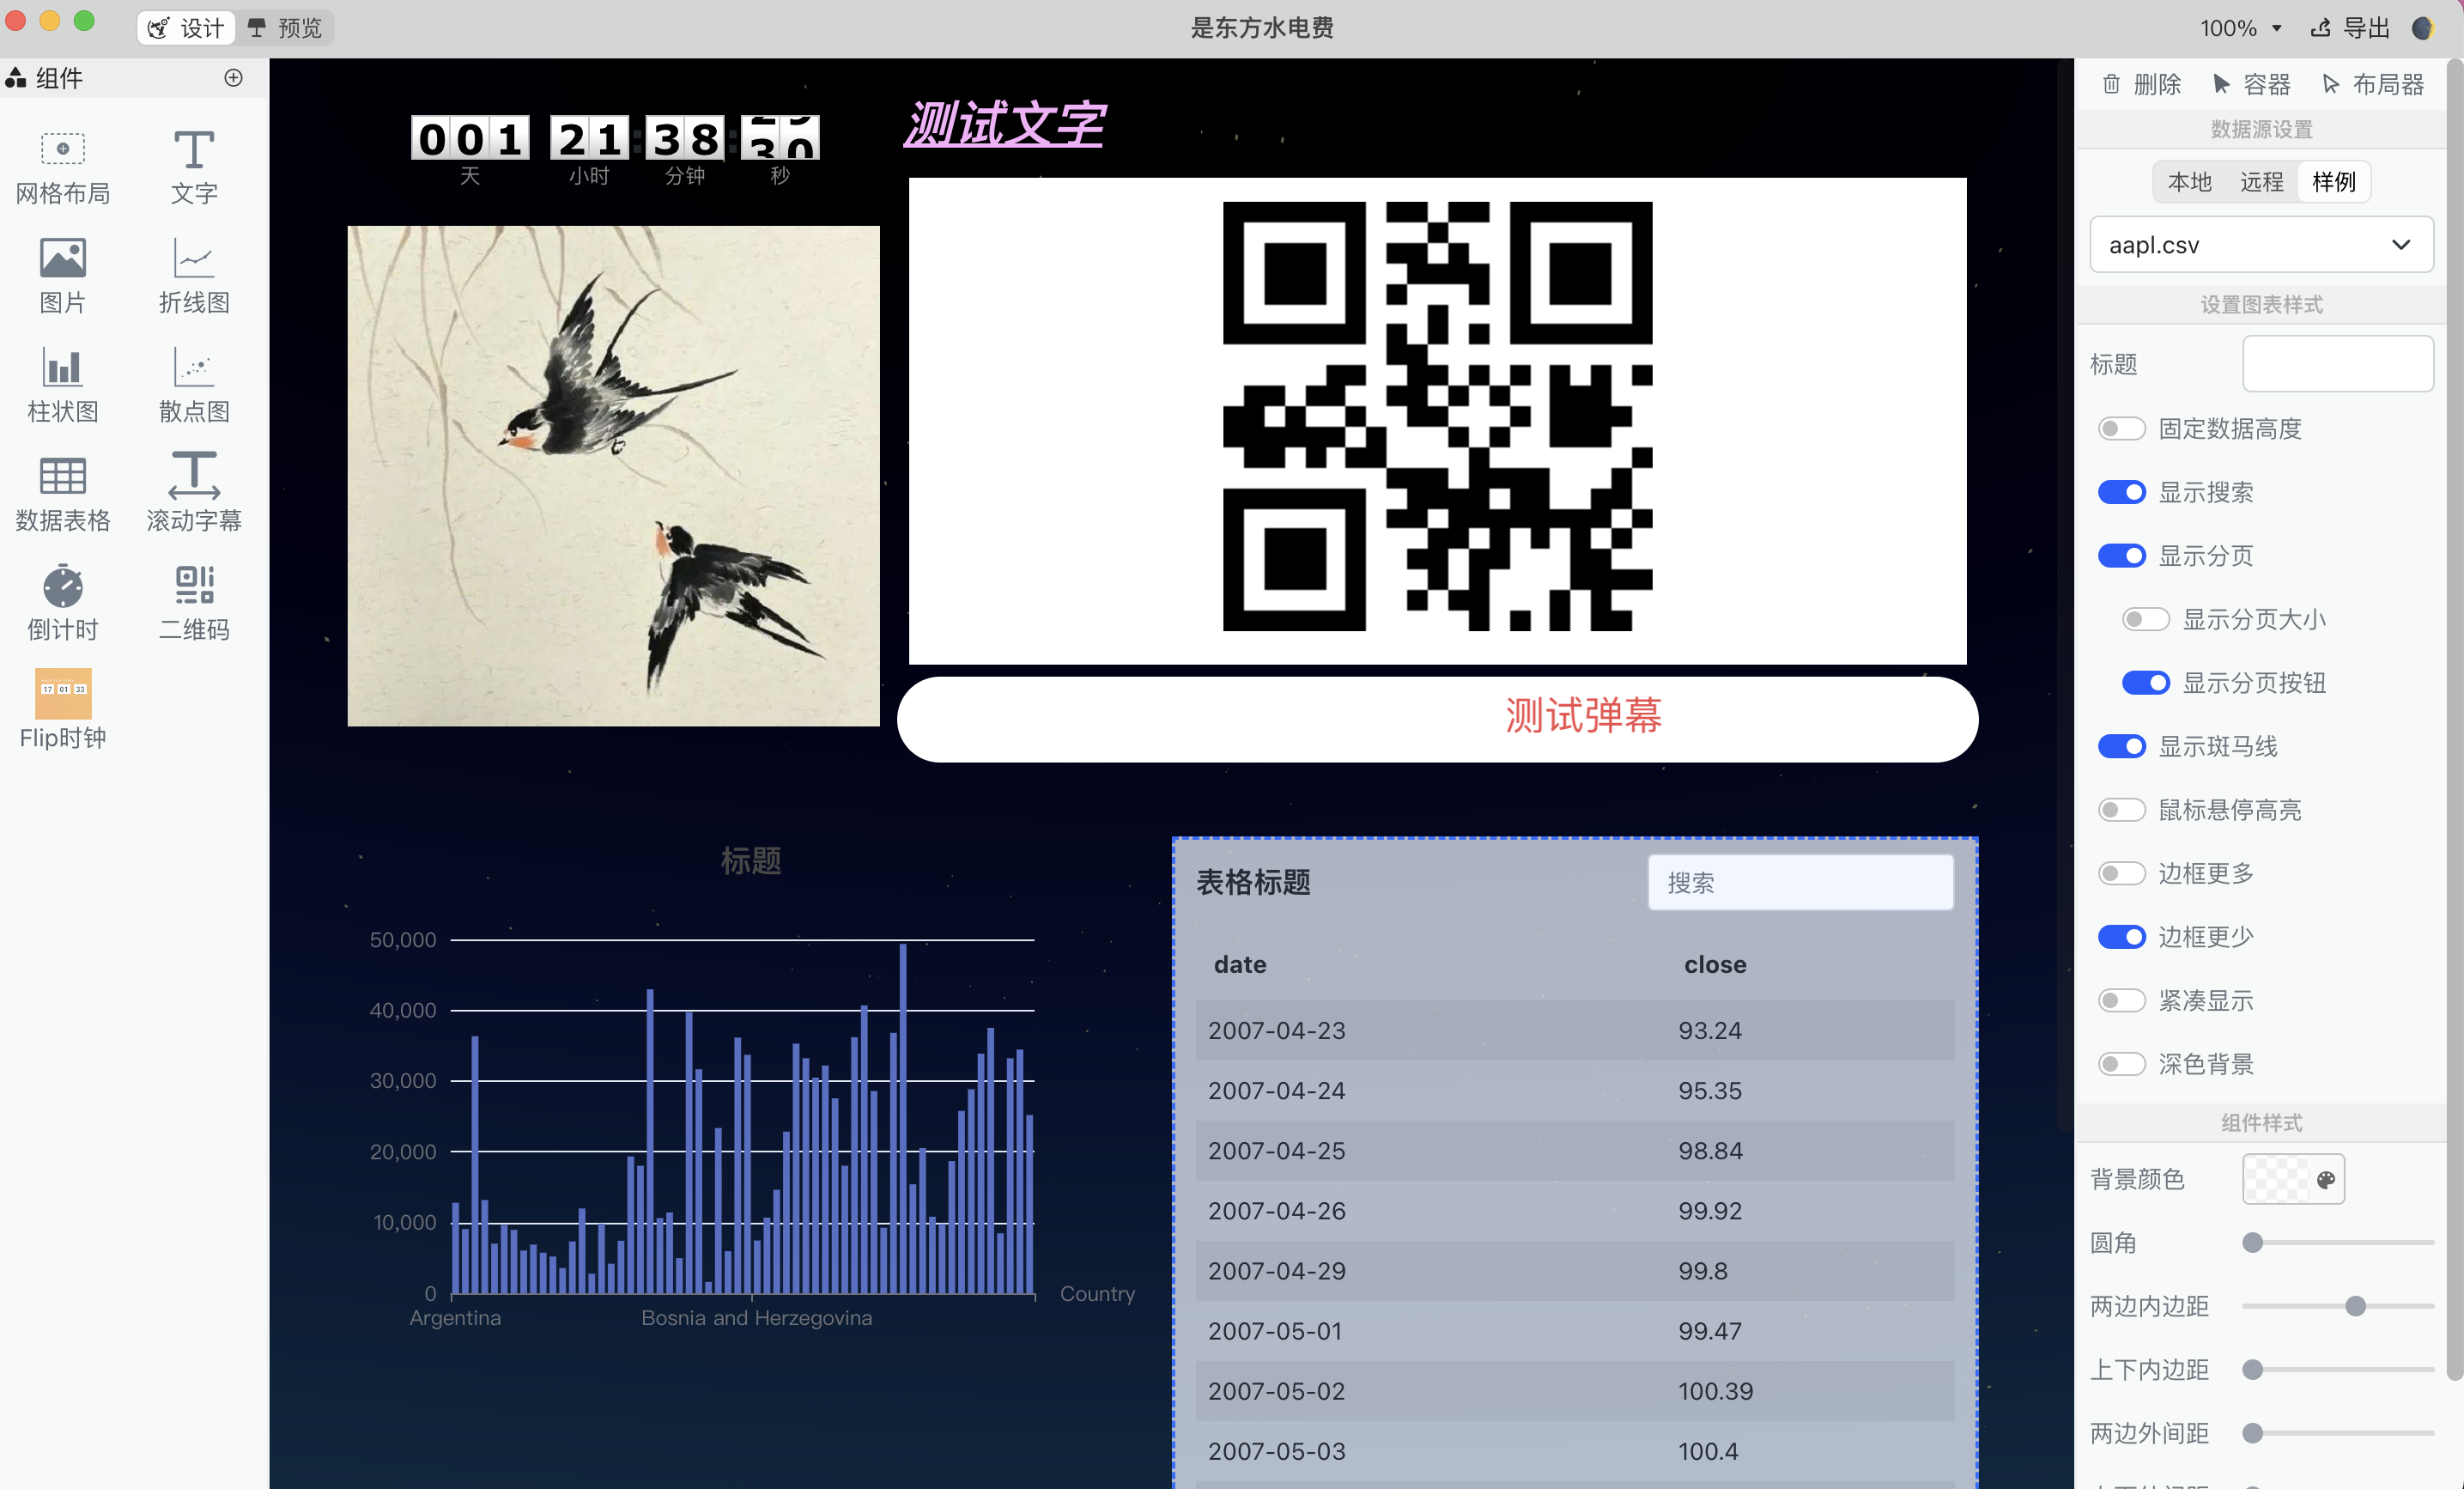 设计 预览
是东方水电费
100% 导出
组件
网格布局 文字
图片 折线图
柱状图 散点图
数据表格 滚动字幕
倒计时 二维码
17 01 33
Flip时钟
001 21:38:30
天 小时 分钟 秒
测试文字
测试弹幕
标题
50,000
40,000
30,000
20,000
10,000
0
Argentina Bosnia and Herzegovina Country
表格标题 搜索
date close
2007-04-23 93.24
2007-04-24 95.35
2007-04-25 98.84
2007-04-26 99.92
2007-04-29 99.8
2007-05-01 99.47
2007-05-02 100.39
2007-05-03 100.4
删除 容器 布局器
数据源设置
本地 远程 样例
aapl.csv
设置图表样式
标题
固定数据高度
显示搜索
显示分页
显示分页大小
显示分页按钮
显示斑马线
鼠标悬停高亮
边框更多
边框更少
紧凑显示
深色背景
组件样式
背景颜色
圆角
两边内边距
上下内边距
两边外间距